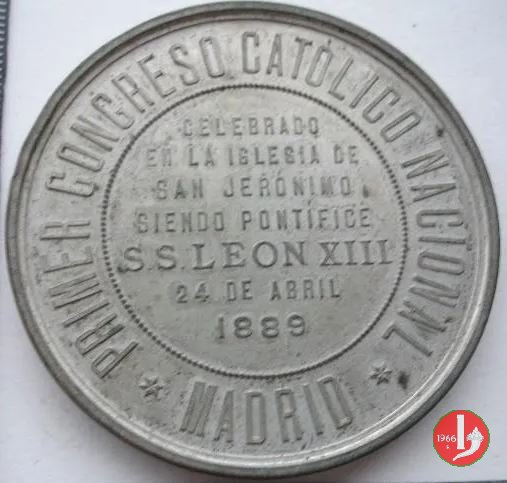 PRIMER CONGRESO CATÓLICO NACIONAL
CELEBRADO
EN LA IGLESIA DE
SAN JERÓNIMO,
SIENDO PONTÍFICE
S.S. LEON XIII
24 DE ABRIL
1889
* MADRID *
1966